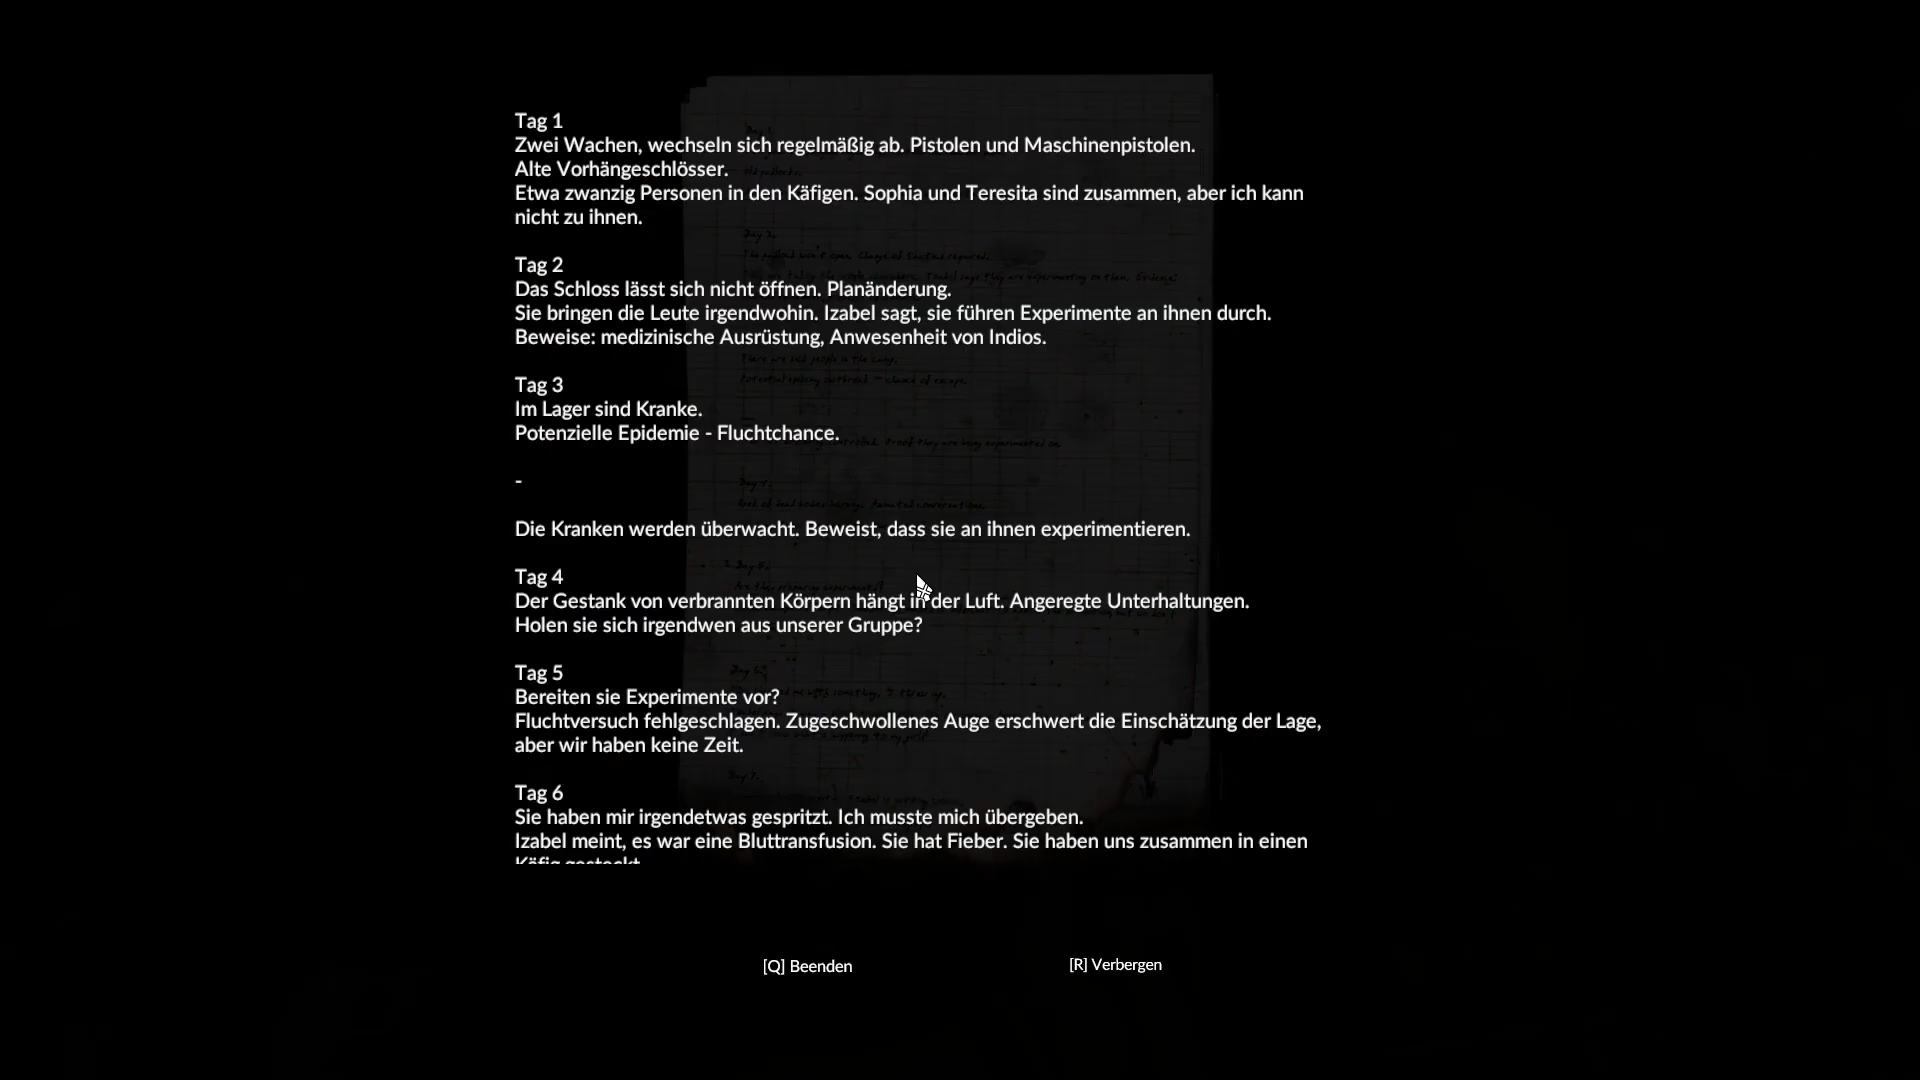 Tag 1
Zwei Wachen, wechseln sich regelmäßig ab. Pistolen und Maschinenpistolen.
Alte Vorhängeschlösser.
Etwa zwanzig Personen in den Käfigen. Sophia und Teresita sind zusammen, aber ich kann
nicht zu ihnen.
Tag 2
Das Schloss lässt sich nicht öffnen. Planänderung.
Sie bringen die Leute irgendwohin. Izabel sagt, sie führen Experimente an ihnen durch.
Beweise: medizinische Ausrüstung, Anwesenheit von Indios.
Tag 3
Im Lager sind Kranke.
Potenzielle Epidemie - Fluchtchance.
-
Die Kranken werden überwacht. Beweist, dass sie an ihnen experimentieren.
Tag 4
Der Gestank von verbrannten Körpern hängt in der Luft. Angeregte Unterhaltungen.
Holen sie sich irgendwen aus unserer Gruppe?
Tag 5
Bereiten sie Experimente vor?
Fluchtversuch fehlgeschlagen. Zugeschwollenes Auge erschwert die Einschätzung der Lage,
aber wir haben keine Zeit.
Tag 6
Sie haben mir irgendetwas gespritzt. Ich musste mich übergeben.
Izabel meint, es war eine Bluttransfusion. Sie hat Fieber. Sie haben uns zusammen in einen
Käfig gesteckt.
[Q] Beenden
[R] Verbergen